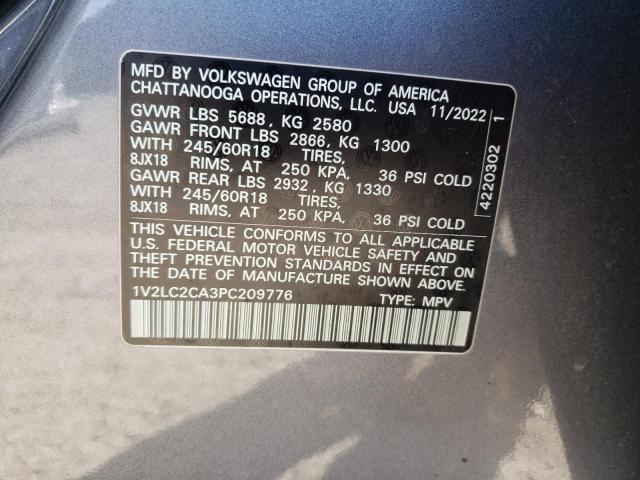 MFD BY VOLKSWAGEN GROUP OF AMERICA
CHATTANOOGA OPERATIONS, LLC. USA 11/2022
GVWR LBS 5688, KG 2580
GAWR FRONT LBS 2866, KG 1300
WITH 245/60R18 TIRES,
8JX18 RIMS, AT 250 KPA, 36 PSI COLD
GAWR REAR LBS 2932, KG 1330
WITH 245/60R18 TIRES,
8JX18 RIMS, AT 250 KPA, 36 PSI COLD
THIS VEHICLE CONFORMS TO ALL APPLICABLE
U.S. FEDERAL MOTOR VEHICLE SAFETY AND
THEFT PREVENTION STANDARDS IN EFFECT ON
THE DATE OF MANUFACTURE SHOWN ABOVE.
1V2LC2CA3PC209776 TYPE: MPV
4220302 1